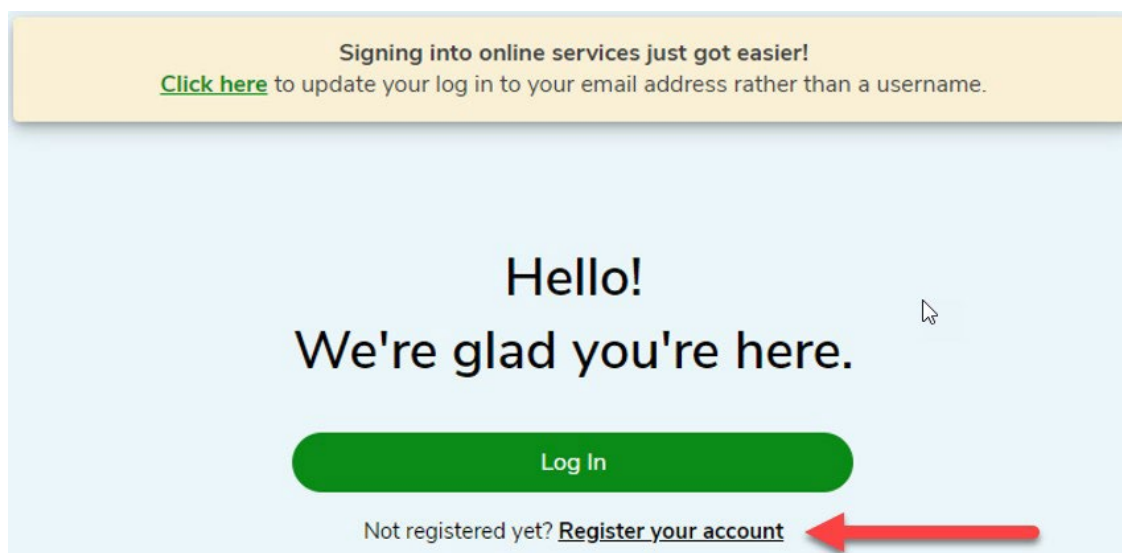 Signing into online services just got easier!
Click here to update your log in to your email address rather than a username.
Hello!
We're glad you're here.
Log In
Not registered yet? Register your account